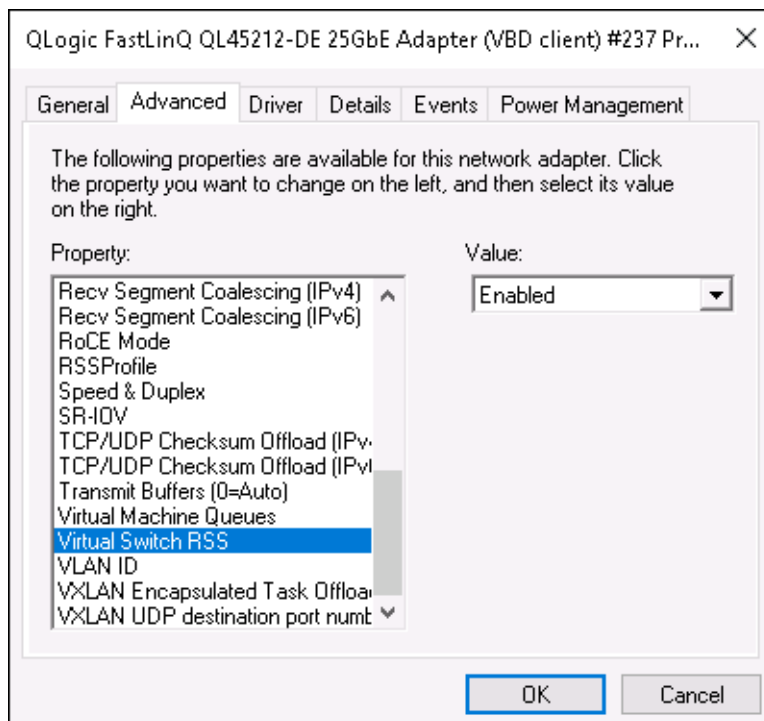 QLogic FastLinQ QL45212-DE 25GbE Adapter (VBD client) #237 Pr...
General Advanced Driver Details Events Power Management
The following properties are available for this network adapter. Click
the property you want to change on the left, and then select its value
on the right.
Property:
Value:
Recv Segment Coalescing (IPv4)
Enabled
Recv Segment Coalescing (IPv6)
RoCE Mode
RSSProfile
Speed & Duplex
SR-IOV
TCP/UDP Checksum Offload (IPv
TCP/UDP Checksum Offload (IPv
Transmit Buffers (0=Auto)
Virtual Machine Queues
Virtual Switch RSS
VLAN ID
VXLAN Encapsulated Task Offloa
VXLAN UDP destination port numb
OK
Cancel